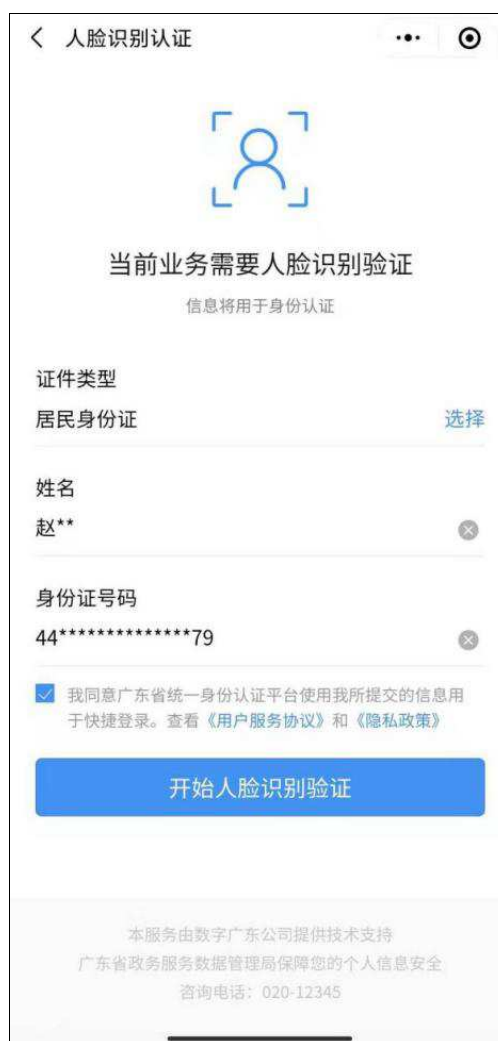 人脸识别认证
当前业务需要人脸识别验证
信息将用于身份认证
证件类型
居民身份证 选择
姓名
赵**
身份证号码
44**************79
我同意广东省统一身份认证平台使用我所提交的信息用
于快捷登录。查看《用户服务协议》和《隐私政策》
开始人脸识别验证
本服务由数字广东公司提供技术支持
广东省政务服务数据管理局保障您的个人信息安全
咨询电话：020-12345